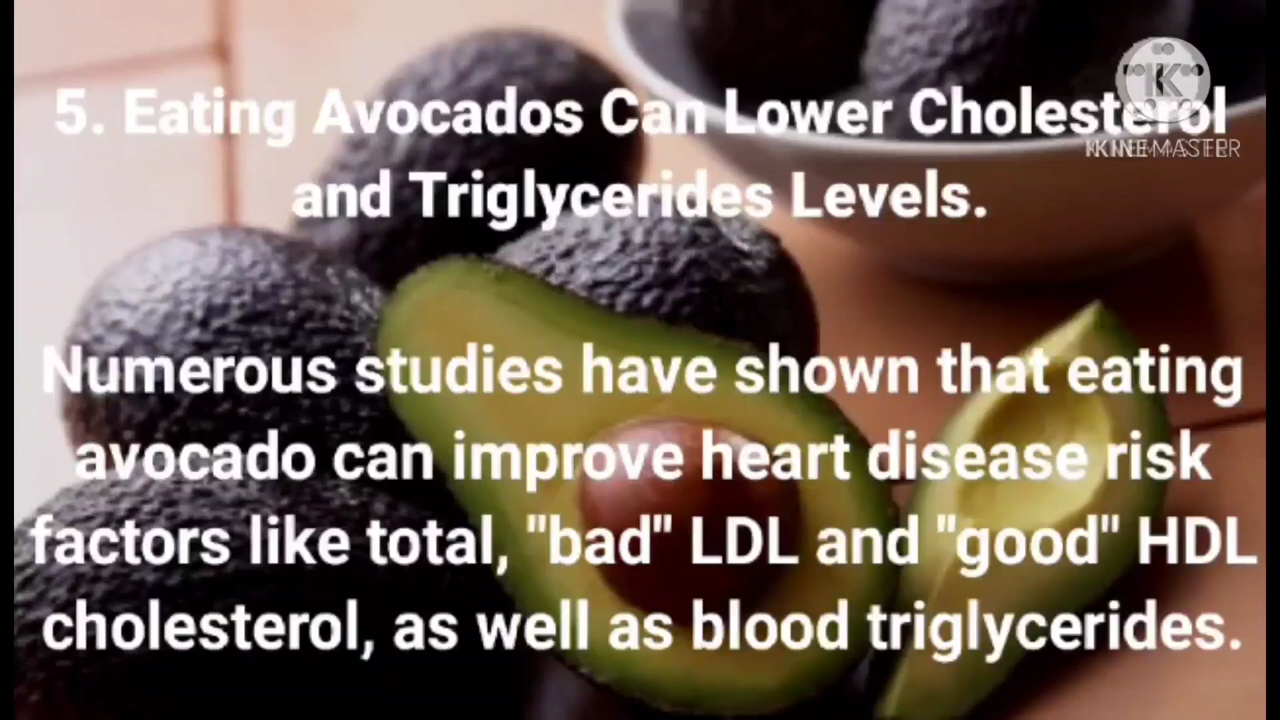 5. Eating Avocados Can Lower Cholesterol
and Triglycerides Levels.
KINEMASTER
Numerous studies have shown that eating
avocado can improve heart disease risk
factors like total, "bad" LDL and "good" HDL
cholesterol, as well as blood triglycerides.